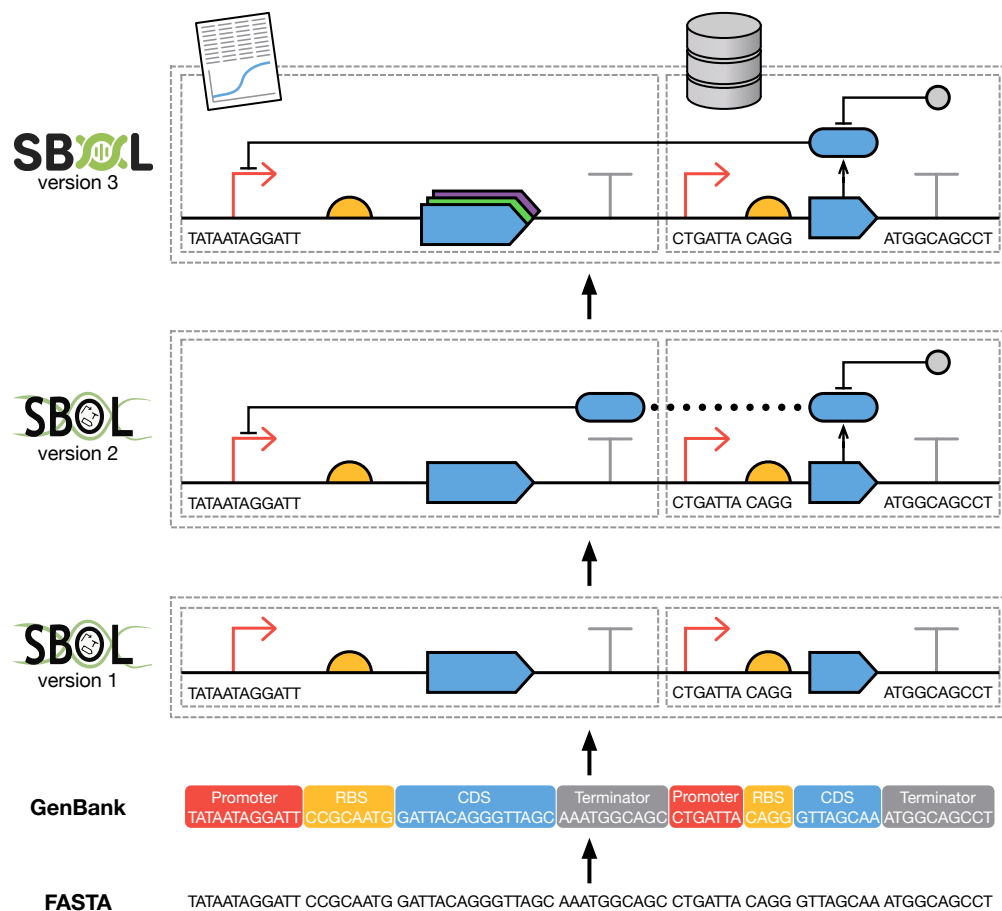 SBOL
version 3
TATAATAGGATT CTGATTA CAGG ATGGCAGCCT
SBOL
version 2
TATAATAGGATT CTGATTA CAGG ATGGCAGCCT
SBOL
version 1
TATAATAGGATT CTGATTA CAGG ATGGCAGCCT
GenBank
Promoter RBS CDS Terminator Promoter RBS CDS Terminator
TATAATAGGATT CCGCAATG GATTACAGGGTTAGC AAATGGCAGC CTGATTA CAGG GTTAGCAA ATGGCAGCCT
FASTA
TATAATAGGATT CCGCAATG GATTACAGGGTTAGC AAATGGCAGC CTGATTA CAGG GTTAGCAA ATGGCAGCCT